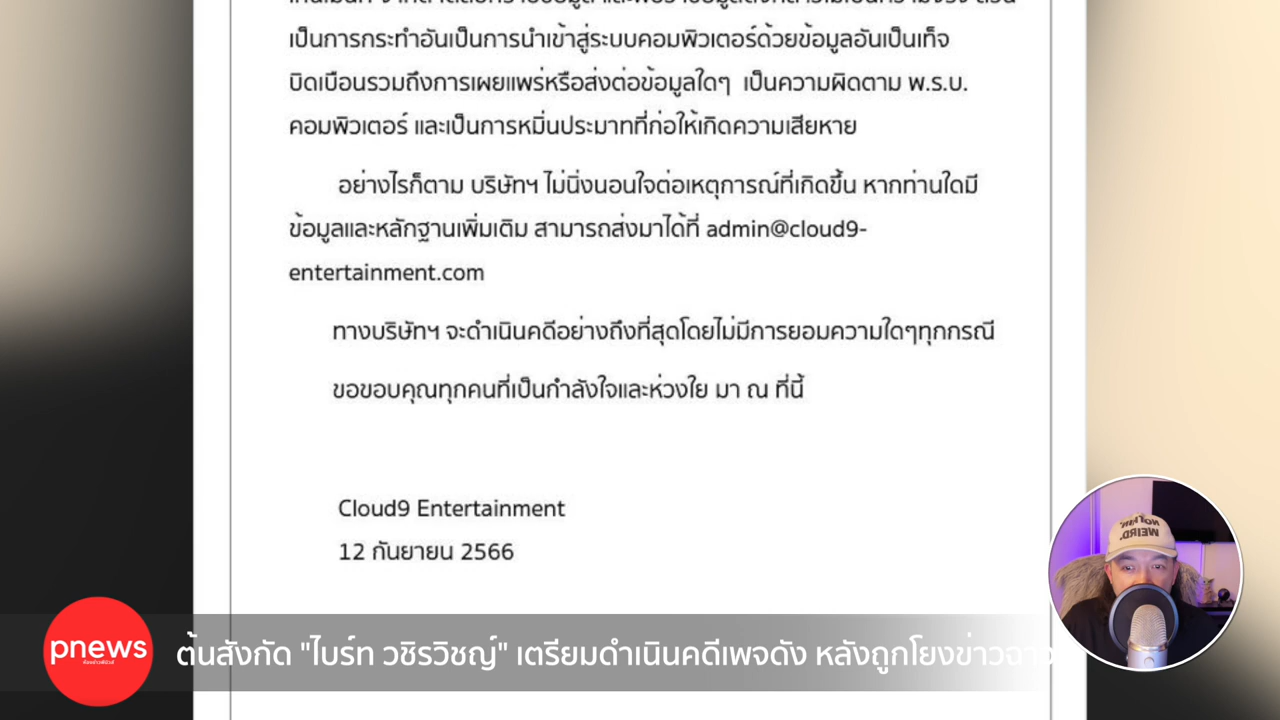 เป็นการกระทำอันเป็นการนำเข้าสู่ระบบคอมพิวเตอร์ด้วยข้อมูลอันเป็นเท็จ
บิดเบือนรวมถึงการเผยแพร่หรือส่งต่อข้อมูลใดๆ เป็นความผิดตาม พ.ร.บ.
คอมพิวเตอร์ และเป็นการหมิ่นประมาทที่ก่อให้เกิดความเสียหาย
อย่างไรก็ตาม บริษัทฯ ไม่นิ่งนอนใจต่อเหตุการณ์ที่เกิดขึ้น หากท่านใดมี
ข้อมูลและหลักฐานเพิ่มเติม สามารถส่งมาได้ที่ admin@cloud9-
entertainment.com
ทางบริษัทฯ จะดำเนินคดีอย่างถึงที่สุดโดยไม่มีการยอมความใดๆทุกกรณี
ขอขอบคุณทุกคนที่เป็นกำลังใจและห่วงใย มา ณ ที่นี้
Cloud9 Entertainment
12 กันยายน 2566
NOTHIN'
WEIRD.
pnews
ต้นสังกัด "ไบร์ท วชิรวิชญ์" เตรียมดำเนินคดีเพจดัง หลังถูกโยงข่าวฉาว